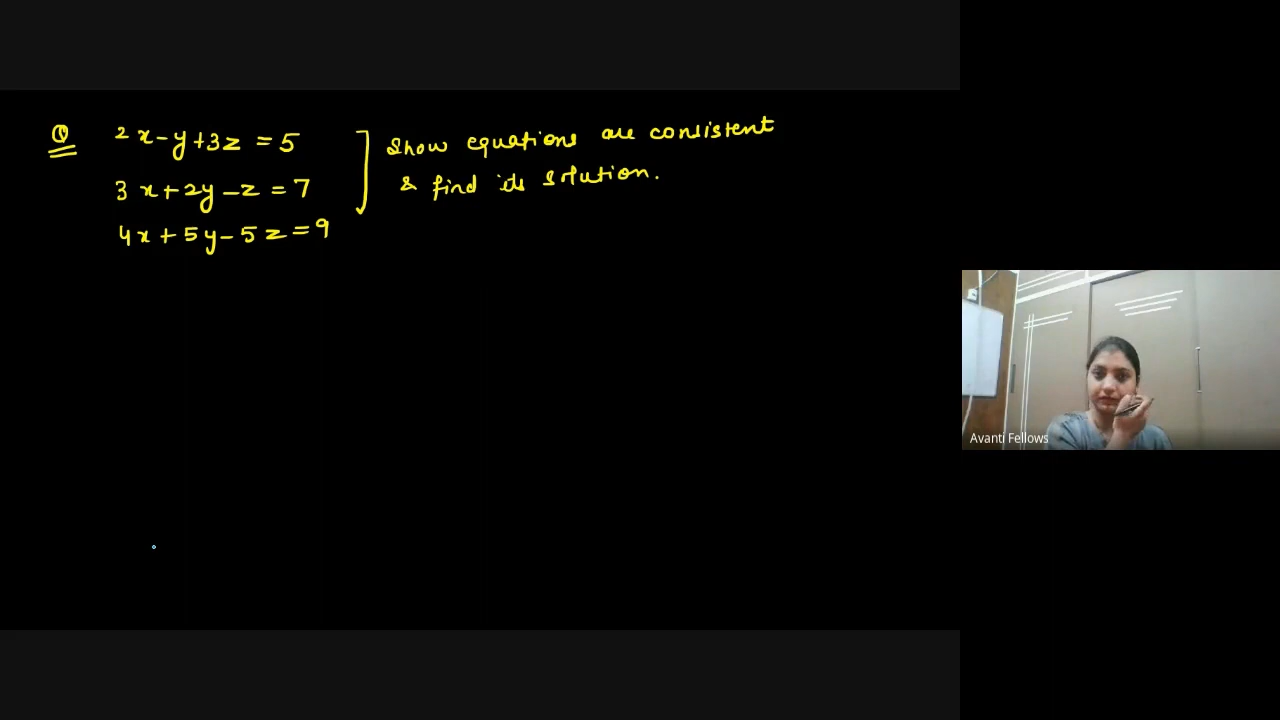 Q 2x-y+3z=5
Show equations are consistent
3x+2y-z=7
& find its solution.
4x+5y-5z=9
Avanti Fellows